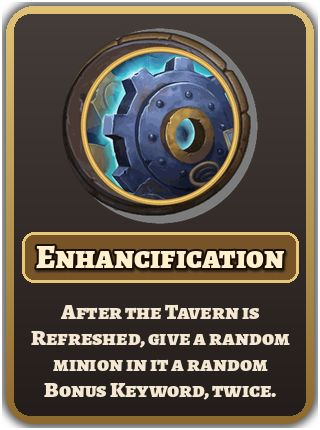 Enhancification
After the Tavern is
Refreshed, give a random
minion in it a random
Bonus Keyword, twice.